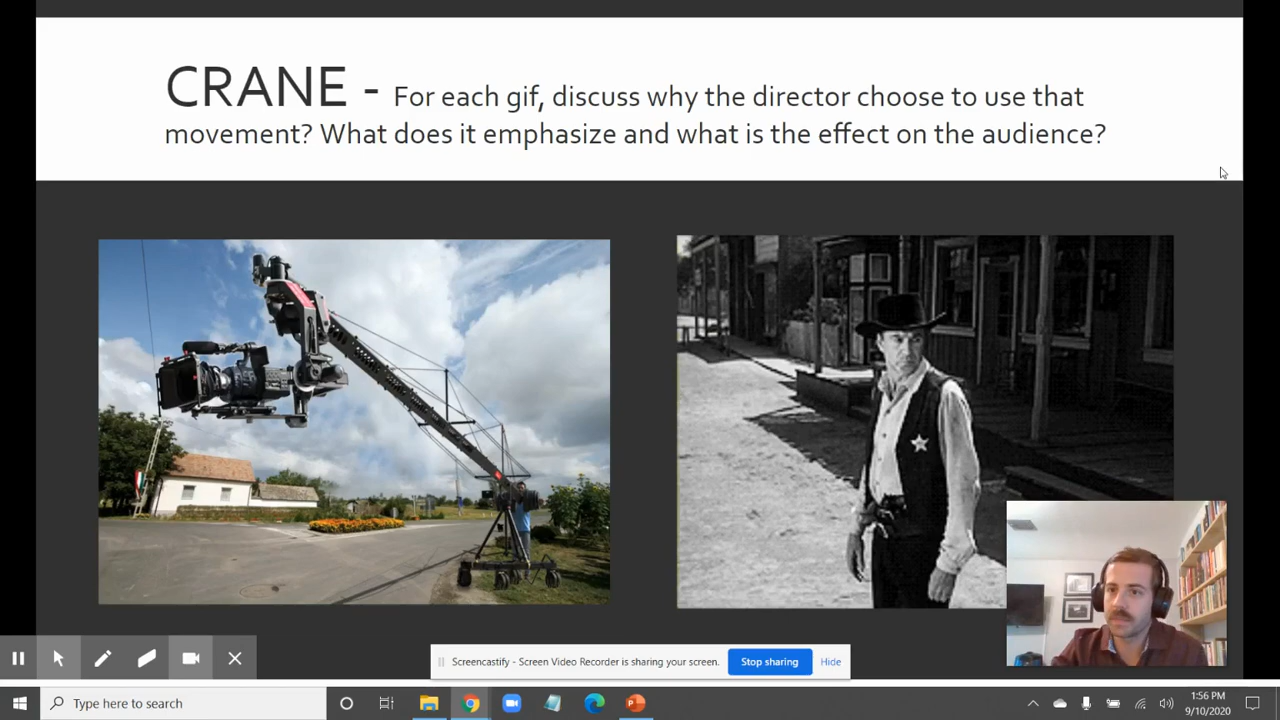 CRANE - For each gif, discuss why the director choose to use that
movement? What does it emphasize and what is the effect on the audience?
Screencastify - Screen Video Recorder is sharing your screen.
Stop sharing
Hide
Type here to search
1:56 PM
9/10/2020